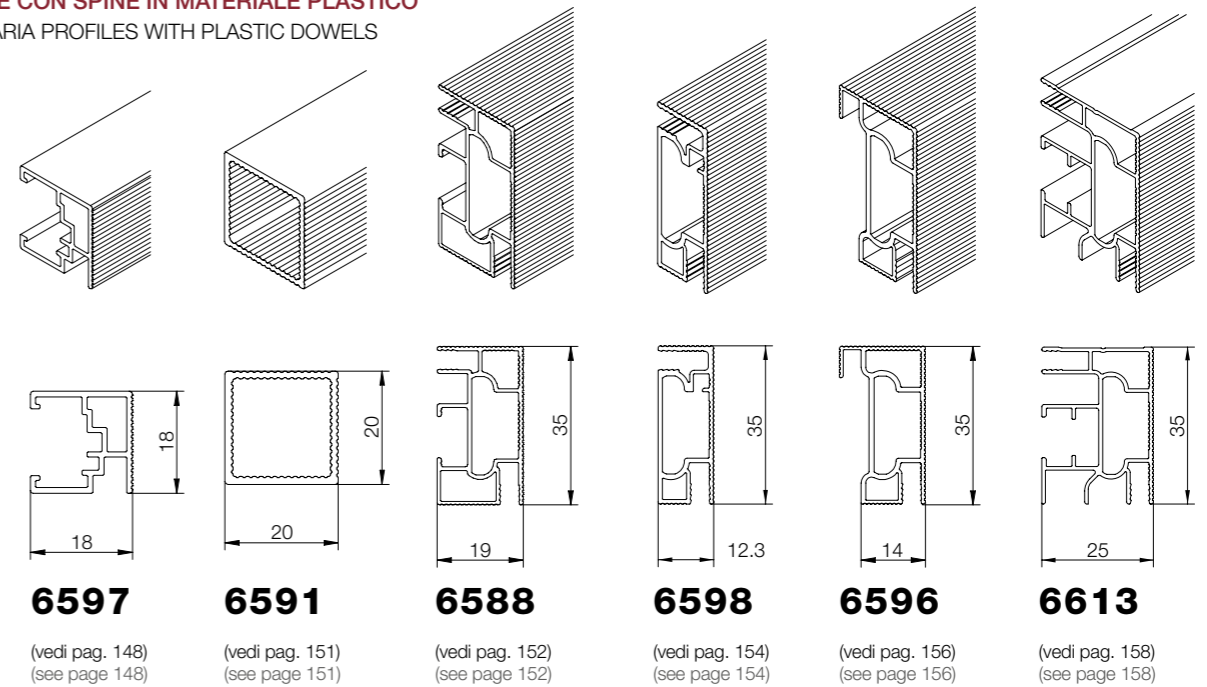 E CON SPINE IN MATERIALE PLASTICO
ARIA PROFILES WITH PLASTIC DOWELS
18
18
20
20
35
19
35
12.3
35
14
35
25
6597
6591
6588
6598
6596
6613
(vedi pag. 148)
(see page 148)
(vedi pag. 151)
(see page 151)
(vedi pag. 152)
(see page 152)
(vedi pag. 154)
(see page 154)
(vedi pag. 156)
(see page 156)
(vedi pag. 158)
(see page 158)